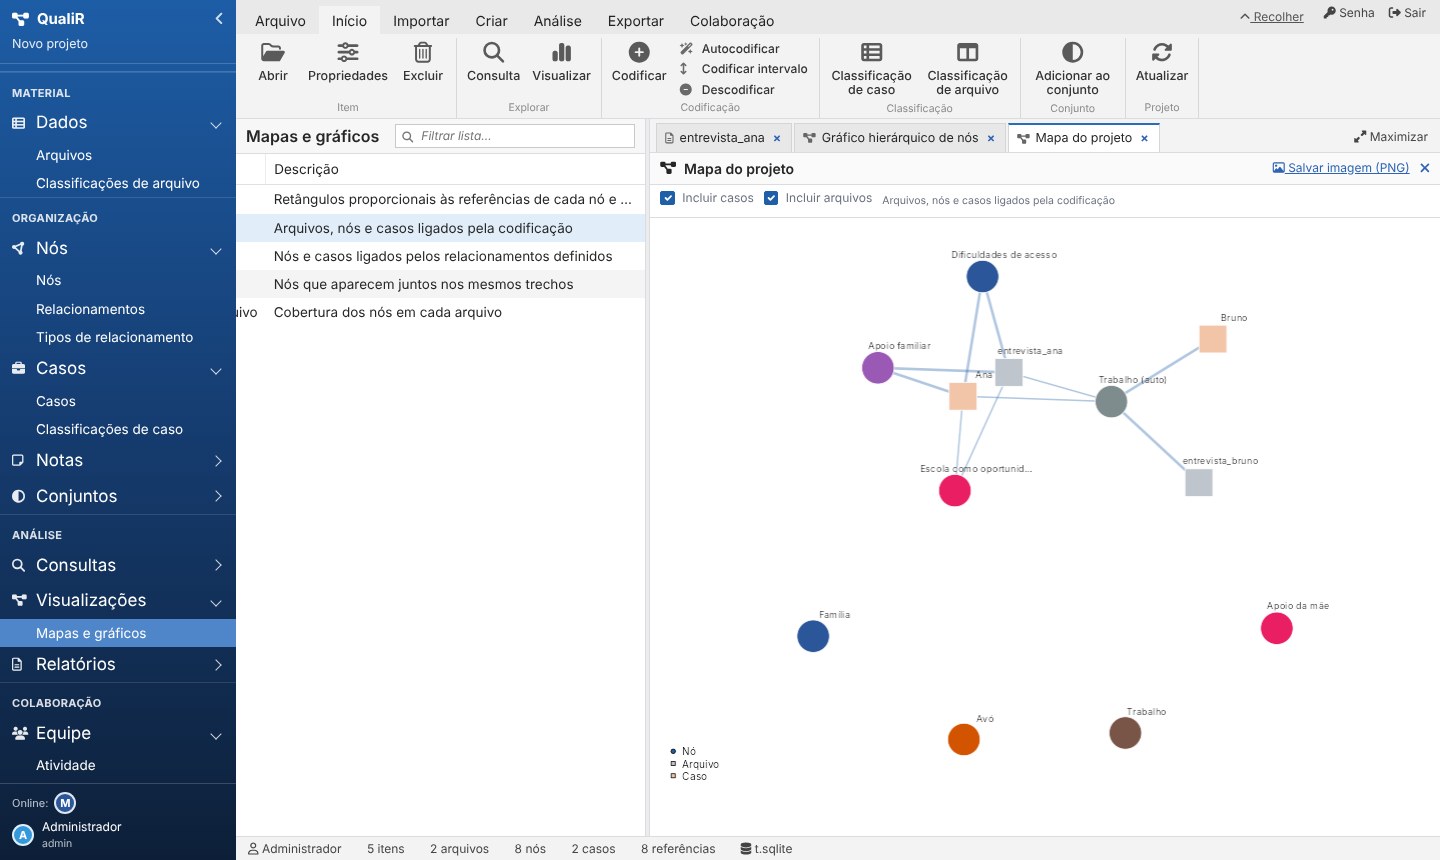 QualiR
Novo projeto
MATERIAL
Dados
Arquivos
Classificações de arquivo
ORGANIZAÇÃO
Nós
Nós
Relacionamentos
Tipos de relacionamento
Casos
Casos
Classificações de caso
Notas
Conjuntos
ANÁLISE
Consultas
Visualizações
Mapas e gráficos
Relatórios
COLABORAÇÃO
Equipe
Atividade
Online: M
A Administrador
admin
Arquivo Início Importar Criar Análise Exportar Colaboração
Recolher Senha Sair
Abrir Propriedades Excluir
Item
Consulta Visualizar
Explorar
Codificar
Autocodificar
Codificar intervalo
Descodificar
Codificação
Classificação
de caso
Classificação
de arquivo
Classificação
Adicionar ao
conjunto
Conjunto
Atualizar
Projeto
Mapas e gráficos Filtrar lista...
Descrição
Retângulos proporcionais às referências de cada nó e ...
Arquivos, nós e casos ligados pela codificação
Nós e casos ligados pelos relacionamentos definidos
Nós que aparecem juntos nos mesmos trechos
ivo Cobertura dos nós em cada arquivo
entrevista_ana × Gráfico hierárquico de nós × Mapa do projeto ×
Maximizar
Mapa do projeto
Salvar imagem (PNG) ×
Incluir casos Incluir arquivos Arquivos, nós e casos ligados pela codificação
Dificuldades de acesso
Bruno
Apoio familiar
entrevista_ana
Ana
Trabalho (auto)
entrevista_bruno
Escola como oportunid...
Apoio da mãe
Família
Trabalho
Avó
Nó
Arquivo
Caso
Administrador 5 itens 2 arquivos 8 nós 2 casos 8 referências t.sqlite